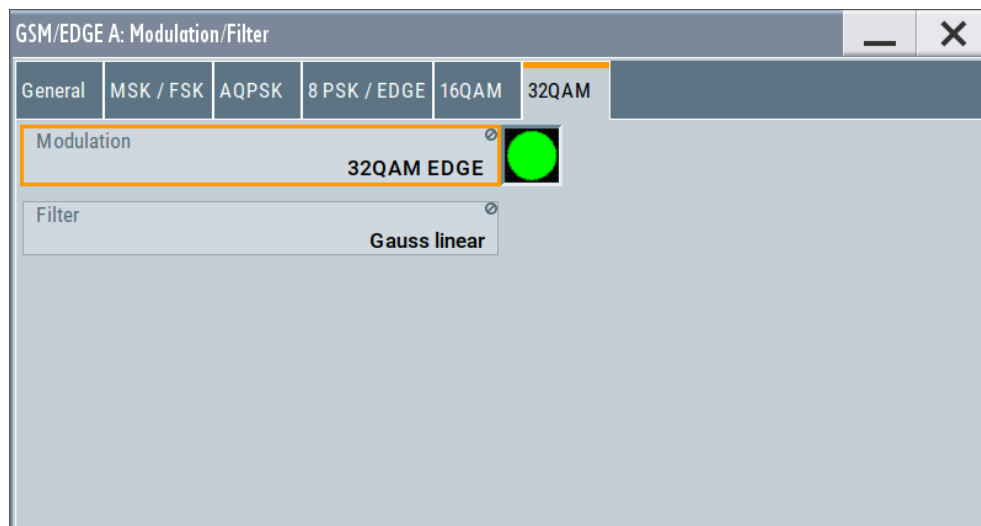 GSM/EDGE A: Modulation/Filter
General MSK / FSK AQPSK 8 PSK / EDGE 16QAM 32QAM
Modulation
32QAM EDGE
Filter
Gauss linear